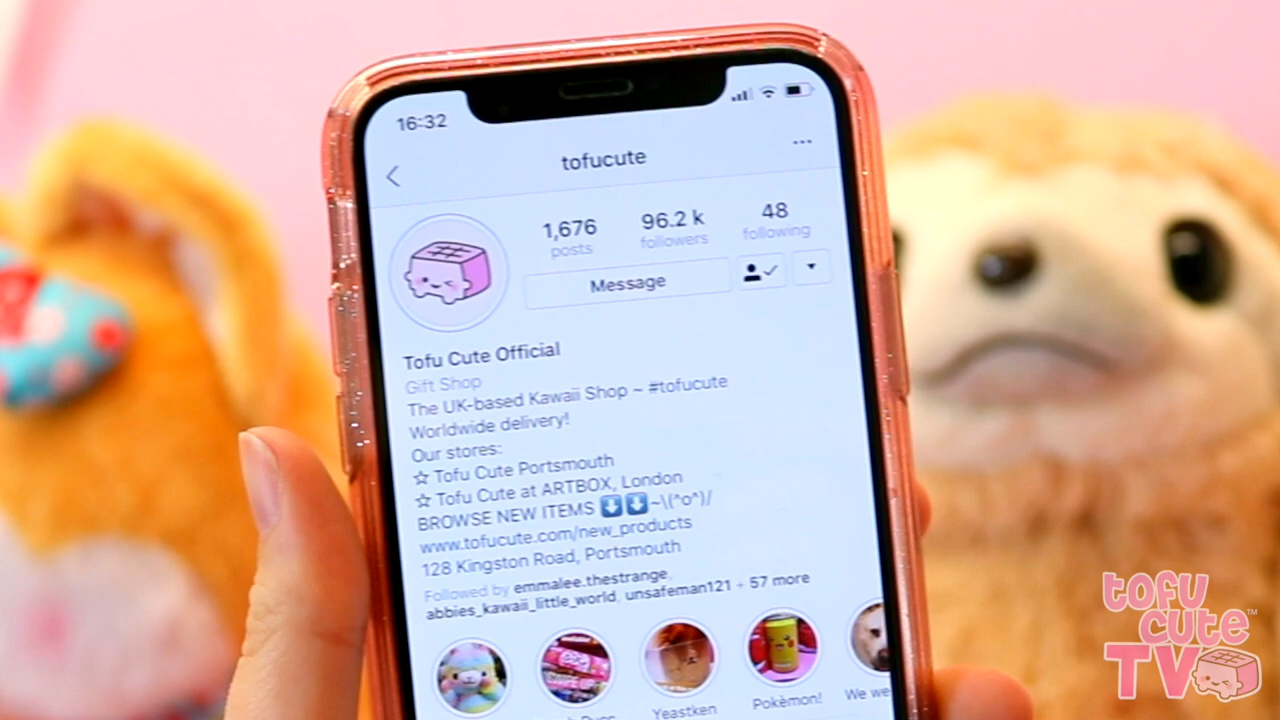 16:32
tofucute
1,676 96.2 k 48
posts followers following
Message
Tofu Cute Official
Gift Shop
The UK-based Kawaii Shop ~ #tofucute
Worldwide delivery!
Our stores:
☆ Tofu Cute Portsmouth
☆ Tofu Cute at ARTBOX, London
BROWSE NEW ITEMS ⬇️⬇️~\(^o^)/
www.tofucute.com/new_products
128 Kingston Road, Portsmouth
Followed by emmalee.thestrange,
abbies_kawaii_little_world, unsafeman121 + 57 more
Yeastken Pokèmon! We we
tofu
cute™
TV